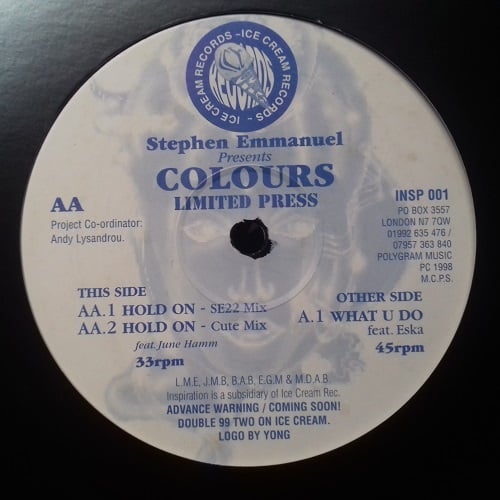 ICE CREAM RECORDS - ICE CREAM RECORDS -
RECORDS
Stephen Emmanuel
Presents
COLOURS
LIMITED PRESS
AA
Project Co-ordinator:
Andy Lysandrou.
INSP 001
PO BOX 3557
LONDON N7 7QW
01992 635 476 /
07957 363 840
POLYGRAM MUSIC
PC 1998
M.C.P.S.
THIS SIDE
AA.1 HOLD ON - SE22 Mix
AA.2 HOLD ON - Cute Mix
feat. June Hamm
33rpm
OTHER SIDE
A.1 WHAT U DO
feat. Eska
45rpm
L.M.E, J.M.B, B.A.B, E.G.M & M.D.A.B.
Inspiration is a subsidiary of Ice Cream Rec.
ADVANCE WARNING / COMING SOON!
DOUBLE 99 TWO ON ICE CREAM.
LOGO BY YONG